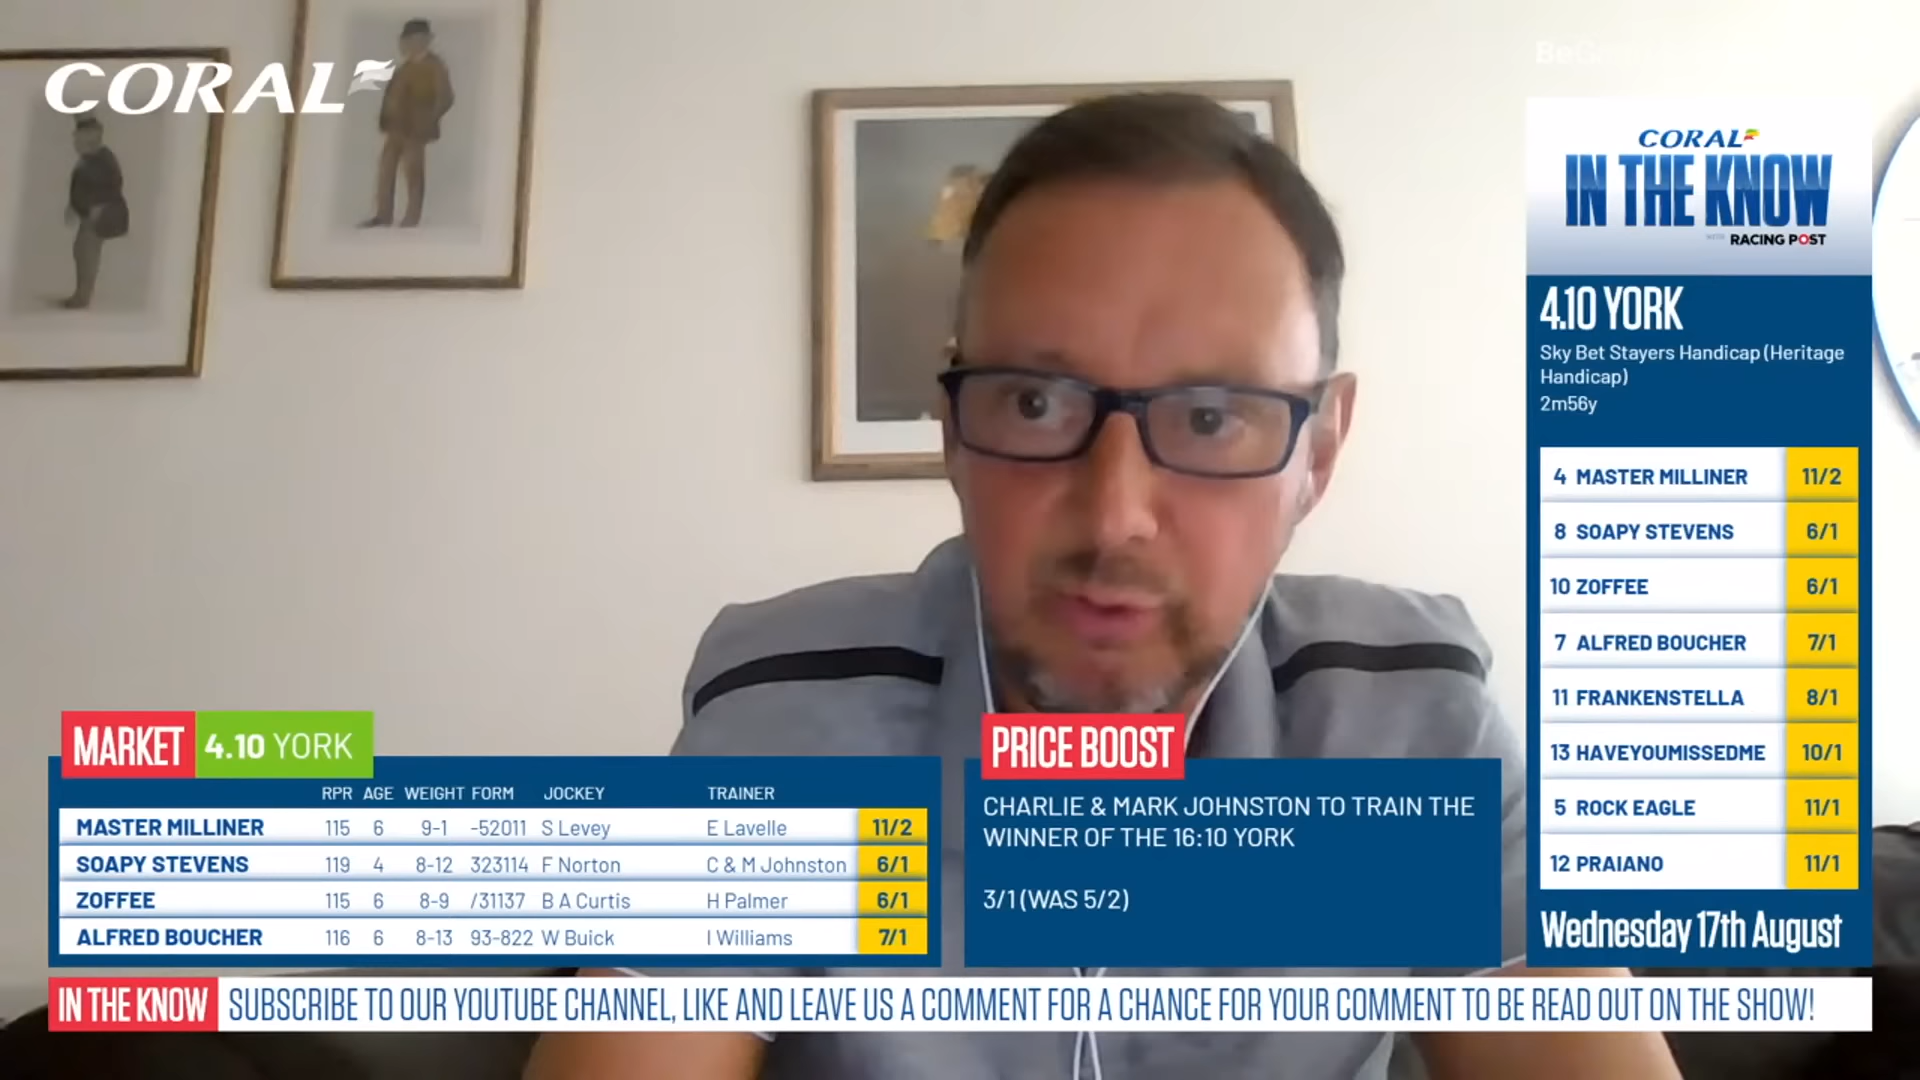 CORAL
CORAL
IN THE KNOW
WITH RACING POST
4.10 YORK
Sky Bet Stayers Handicap (Heritage
Handicap)
2m56y
4 MASTER MILLINER 11/2
8 SOAPY STEVENS 6/1
10 ZOFFEE 6/1
7 ALFRED BOUCHER 7/1
11 FRANKENSTELLA 8/1
13 HAVEYOUMISSEDME 10/1
5 ROCK EAGLE 11/1
12 PRAIANO 11/1
Wednesday 17th August
MARKET 4.10 YORK
RPR AGE WEIGHT FORM JOCKEY TRAINER
MASTER MILLINER 115 6 9-1 -52011 S Levey E Lavelle 11/2
SOAPY STEVENS 119 4 8-12 323114 F Norton C & M Johnston 6/1
ZOFFEE 115 6 8-9 /31137 B A Curtis H Palmer 6/1
ALFRED BOUCHER 116 6 8-13 93-822 W Buick I Williams 7/1
PRICE BOOST
CHARLIE & MARK JOHNSTON TO TRAIN THE
WINNER OF THE 16:10 YORK
3/1 (WAS 5/2)
IN THE KNOW SUBSCRIBE TO OUR YOUTUBE CHANNEL, LIKE AND LEAVE US A COMMENT FOR A CHANCE FOR YOUR COMMENT TO BE READ OUT ON THE SHOW!